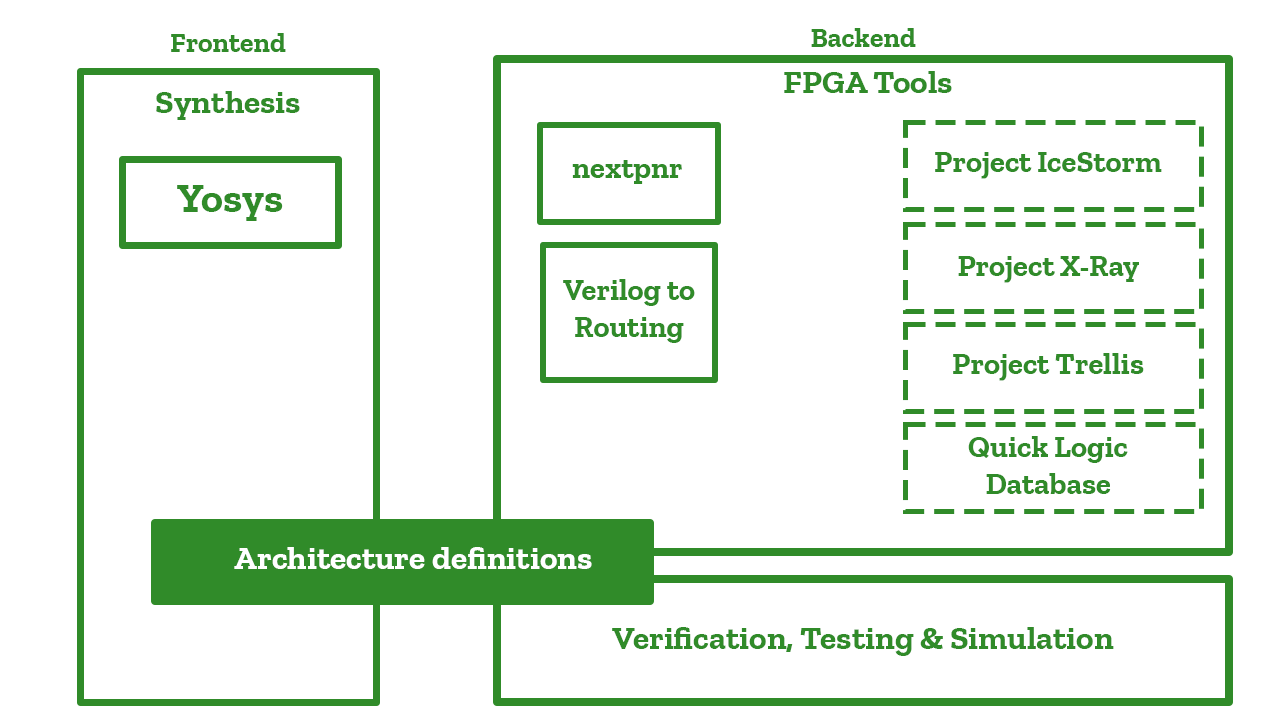 Frontend
Synthesis
Yosys
Backend
FPGA Tools
nextpnr
Verilog to
Routing
Project IceStorm
Project X-Ray
Project Trellis
Quick Logic
Database
Architecture definitions
Verification, Testing & Simulation